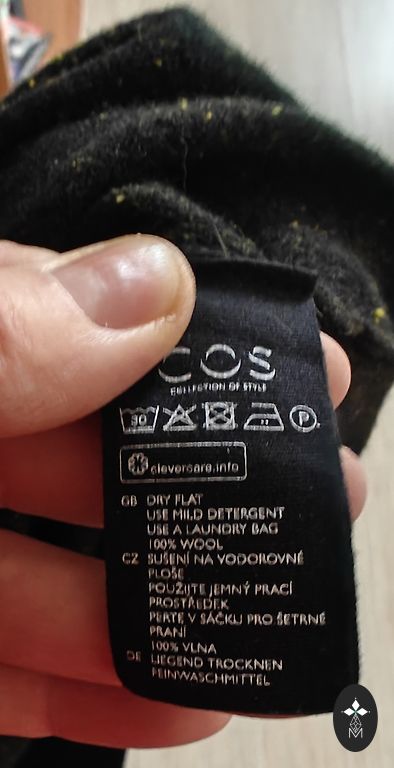 COS
COLLECTION OF STYLE
30
P
clevercare.info
GB DRY FLAT
USE MILD DETERGENT
USE A LAUNDRY BAG
100% WOOL
CZ SUŠENÍ NA VODOROVNÉ
PLOŠE
POUŽIJTE JEMNÝ PRACÍ
PROSTŘEDEK
PERTE V SÁČKU PRO ŠETRNÉ
PRANÍ
100% VLNA
DE LIEGEND TROCKNEN
FEINWASCHMITTEL
M